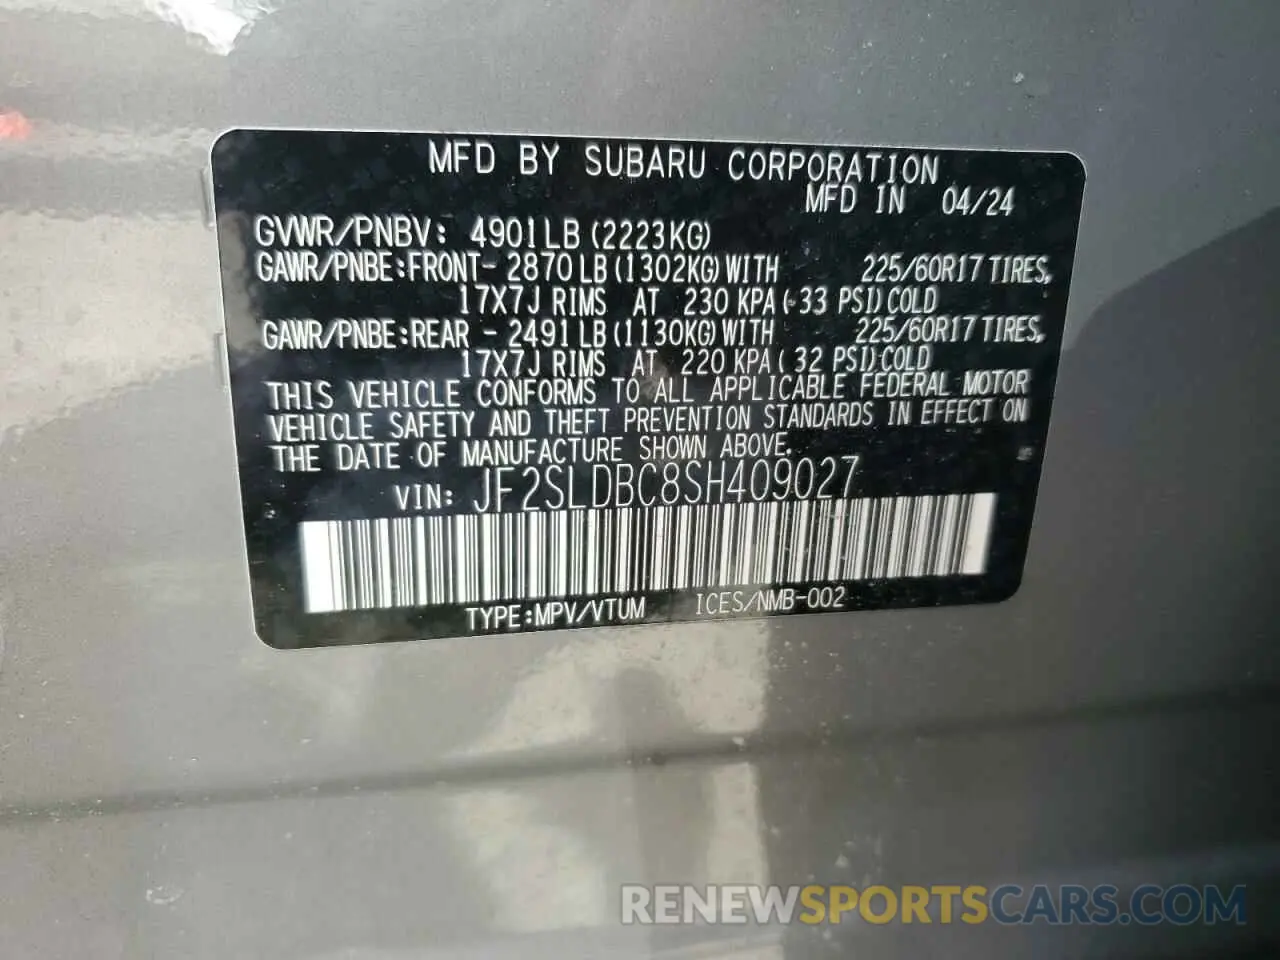 MFD BY SUBARU CORPORATION
MFD IN 04/24
GVWR/PNBV: 4901LB (2223KG)
GAWR/PNBE:FRONT- 2870 LB (1302KG) WITH 225/60R17 TIRES,
17X7J RIMS AT 230 KPA ( 33 PSI) COLD
GAWR/PNBE:REAR - 2491 LB (1130KG) WITH 225/60R17 TIRES,
17X7J RIMS AT 220 KPA ( 32 PSI) COLD
THIS VEHICLE CONFORMS TO ALL APPLICABLE FEDERAL MOTOR
VEHICLE SAFETY AND THEFT PREVENTION STANDARDS IN EFFECT ON
THE DATE OF MANUFACTURE SHOWN ABOVE.
VIN: JF2SLDBC8SH409027
TYPE:MPV/VTUM ICES/NMB-002
RENEWSPORTSCARS.COM